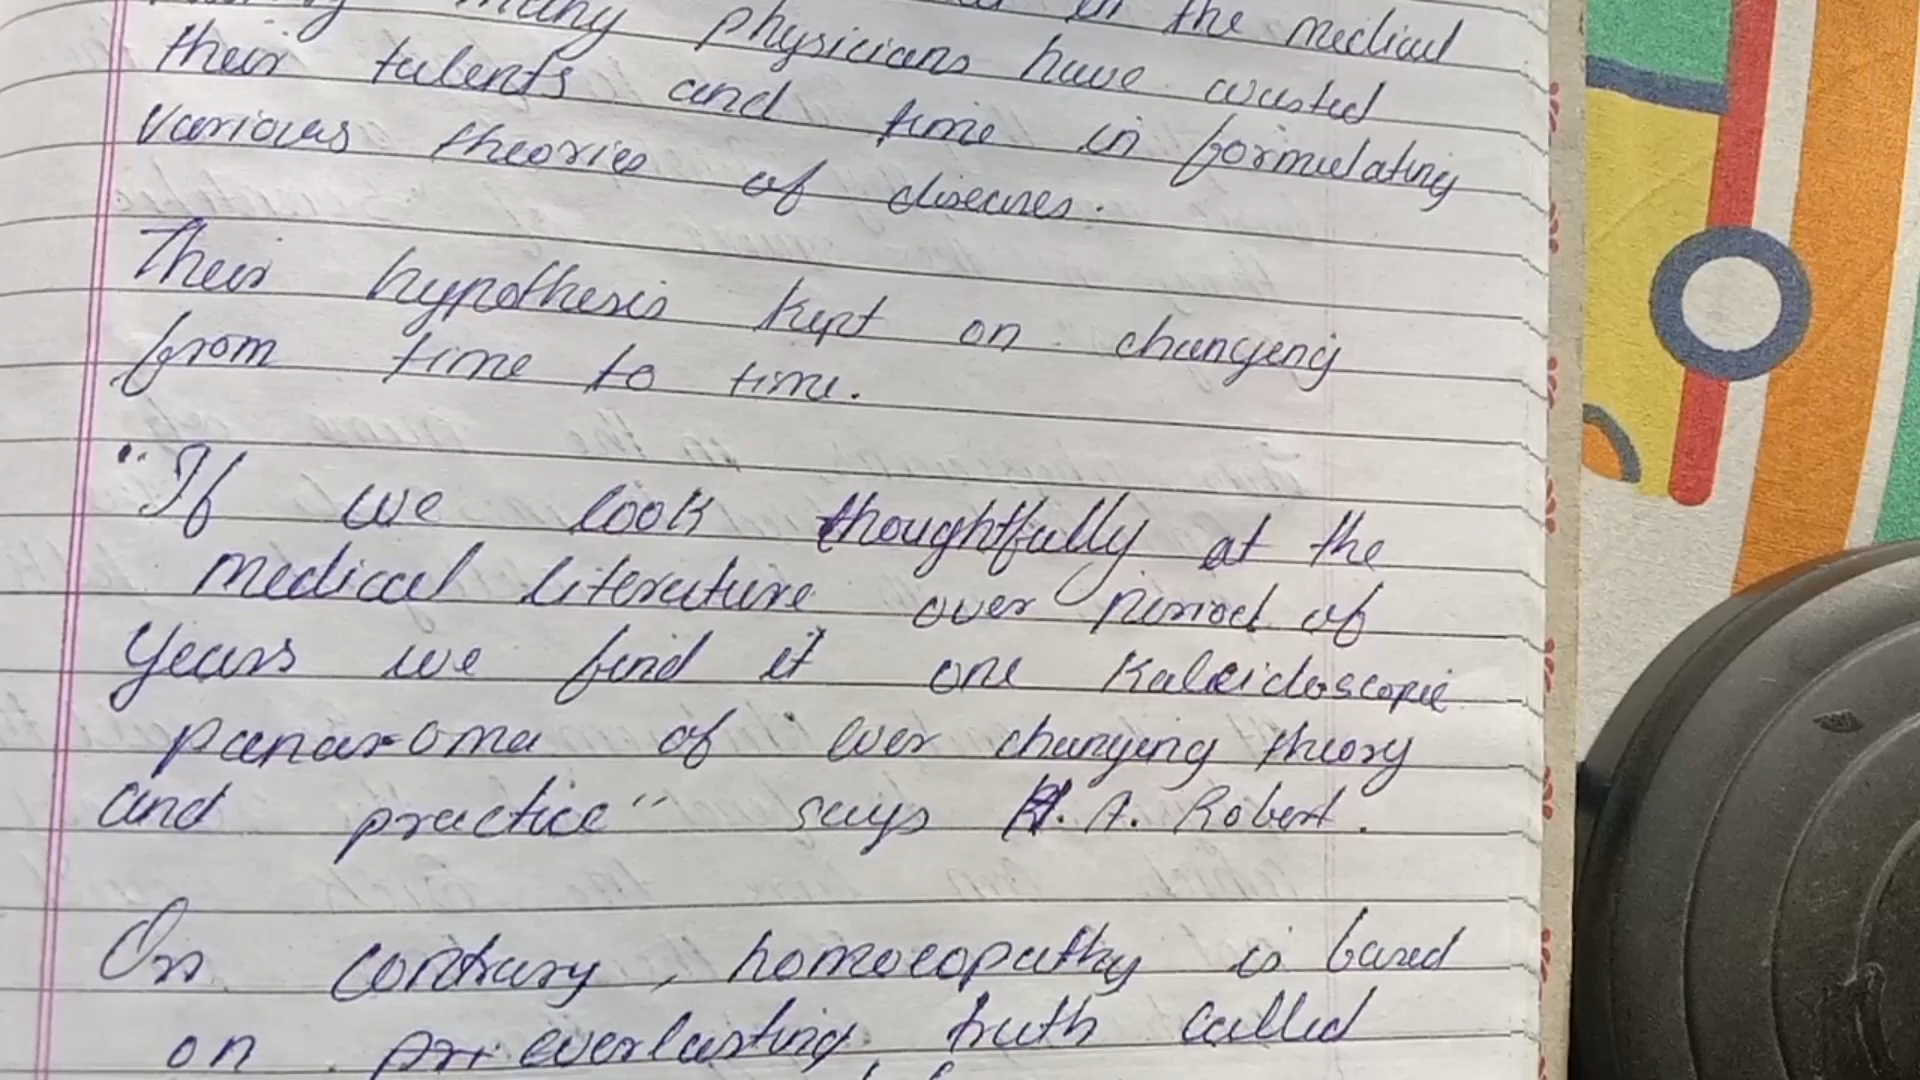 many physicians have wasted in the medical
their talents and time in formulating
various theories of diseases.
Their hypothesis kept on changing
from time to time.
"If we look thoughtfully at the
medical literature over period of
years we find it one Kaleidoscopic
panaroma of ever changing theory
and practice" says H. A. Robert.
On contrary, homoeopathy is based
on everlasting truth called